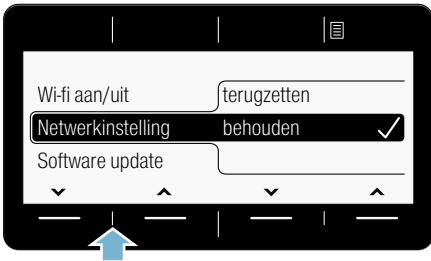 Wi-fi aan/uit terugzetten
Netwerkinstelling behouden
Software update